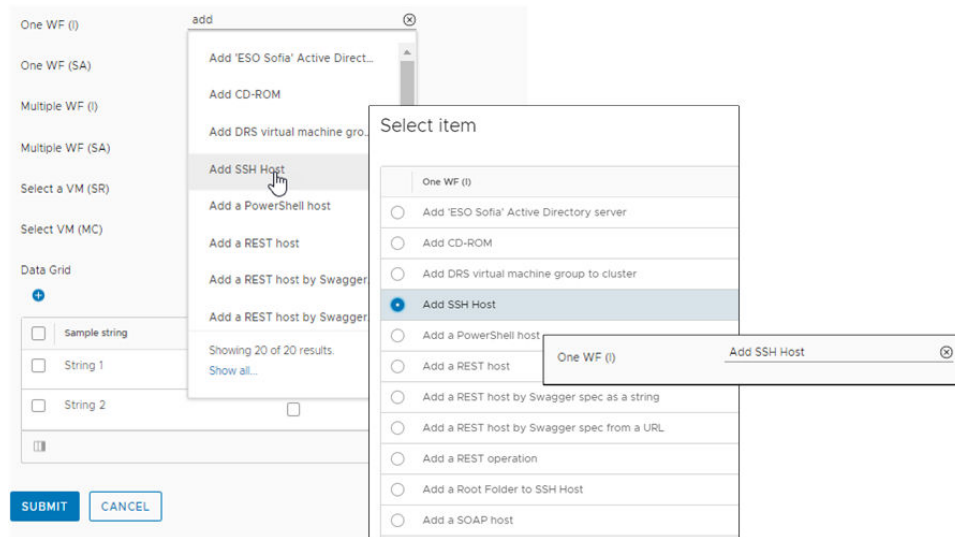 One WF (I)
add
One WF (SA)
Multiple WF (I)
Multiple WF (SA)
Select a VM (SR)
Select VM (MC)
Data Grid
Sample string
String 1
String 2
SUBMIT
CANCEL
Add 'ESO Sofia' Active Direct...
Add CD-ROM
Add DRS virtual machine gro...
Add SSH Host
Add a PowerShell host
Add a REST host
Add a REST host by Swagger
Add a REST host by Swagger
Showing 20 of 20 results.
Show all...
Select item
One WF (I)
Add 'ESO Sofia' Active Directory server
Add CD-ROM
Add DRS virtual machine group to cluster
Add SSH Host
Add a PowerShell host
Add a REST host
Add a REST host by Swagger spec as a string
Add a REST host by Swagger spec from a URL
Add a REST operation
Add a Root Folder to SSH Host
Add a SOAP host
One WF (I)
Add SSH Host